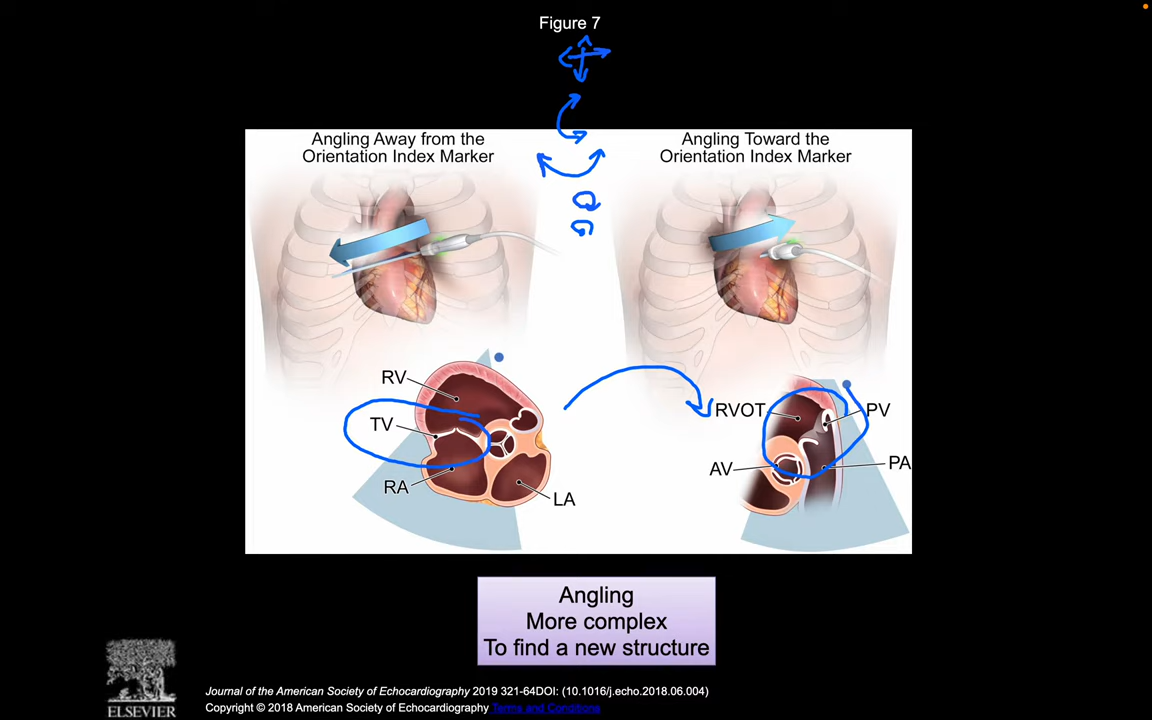 Figure 7
Angling Away from the
Orientation Index Marker
Angling Toward the
Orientation Index Marker
RV
TV
RA
LA
RVOT
PV
AV
PA
Angling
More complex
To find a new structure
ELSEVIER
Journal of the American Society of Echocardiography 2019 321-64DOI: (10.1016/j.echo.2018.06.004)
Copyright © 2018 American Society of Echocardiography Terms and Conditions